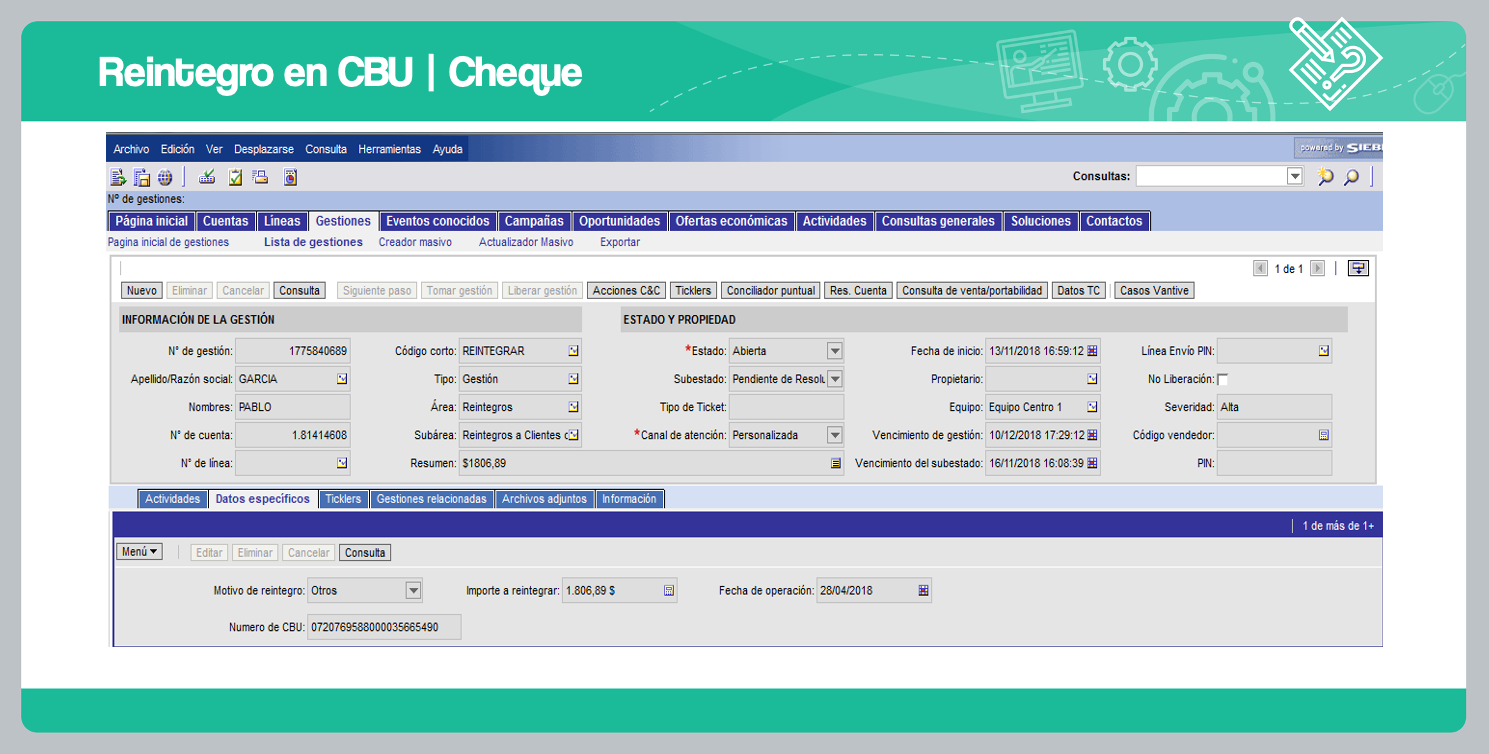 Reintegro en CBU | Cheque
Archivo Edición Ver Desplazarse Consulta Herramientas Ayuda
powered by SIEB
Consultas:
Nº de gestiones:
Página inicial Cuentas Líneas Gestiones Eventos conocidos Campañas Oportunidades Ofertas económicas Actividades Consultas generales Soluciones Contactos
Pagina inicial de gestiones Lista de gestiones Creador masivo Actualizador Masivo Exportar
1 de 1
Nuevo Eliminar Cancelar Consulta Siguiente paso Tomar gestión Liberar gestión Acciones C&C Ticklers Conciliador puntual Res. Cuenta Consulta de venta/portabilidad Datos TC Casos Vantive
INFORMACIÓN DE LA GESTIÓN ESTADO Y PROPIEDAD
N° de gestión: 1775840689 Código corto: REINTEGRAR *Estado: Abierta Fecha de inicio: 13/11/2018 16:59:12 Línea Envío PIN:
Apellido/Razón social: GARCIA Tipo: Gestión Subestado: Pendiente de Resolu Propietario: No Liberación:
Nombres: PABLO Área: Reintegros Tipo de Ticket: Equipo: Equipo Centro 1 Severidad: Alta
N° de cuenta: 1.81414608 Subárea: Reintegros a Clientes c *Canal de atención: Personalizada Vencimiento de gestión: 10/12/2018 17:29:12 Código vendedor:
N° de línea: Resumen: $1806,89 Vencimiento del subestado: 16/11/2018 16:08:39 PIN:
Actividades Datos específicos Ticklers Gestiones relacionadas Archivos adjuntos Información
1 de más de 1+
Menú Editar Eliminar Cancelar Consulta
Motivo de reintegro: Otros Importe a reintegrar: 1.806,89 $ Fecha de operación: 28/04/2018
Numero de CBU: 0720769588000035665490